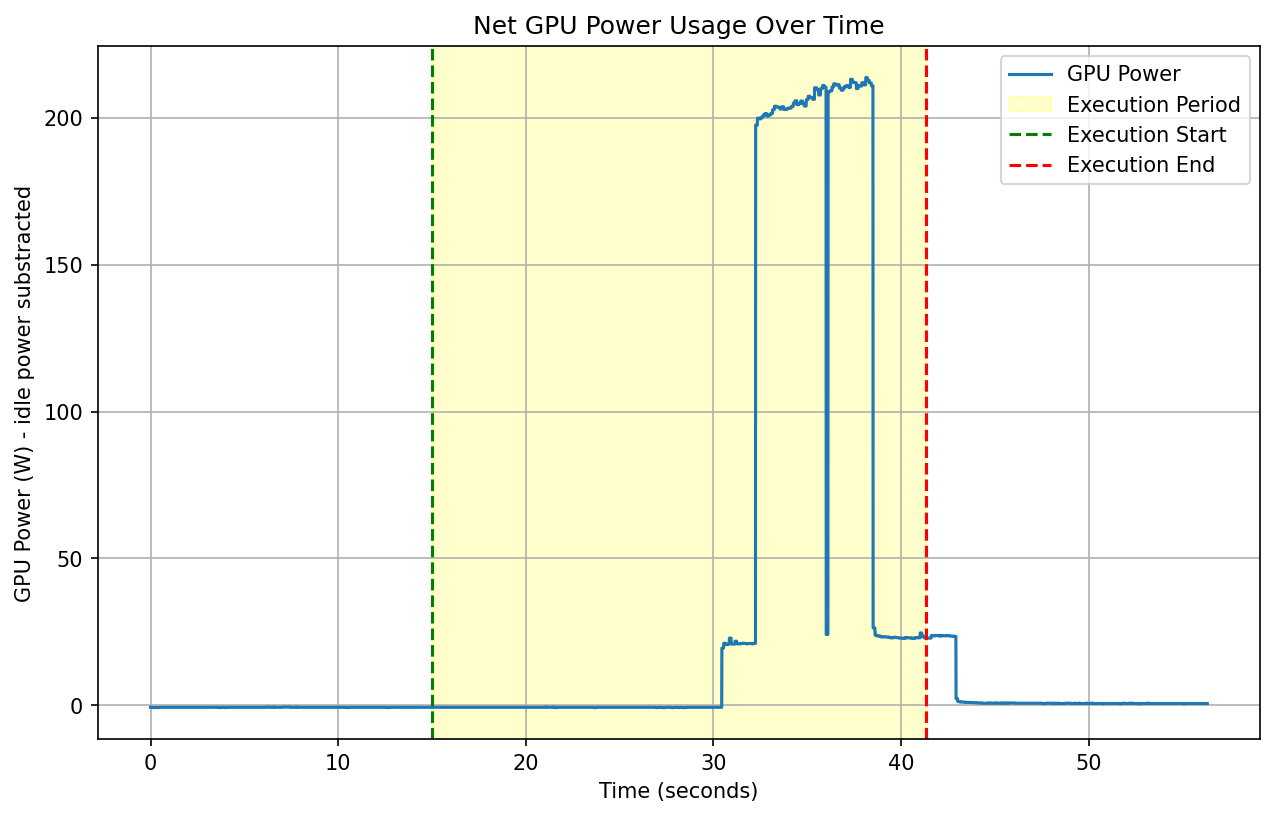 Net GPU Power Usage Over Time
GPU Power (W) - idle power substracted
200
150
100
50
0
0 10 20 30 40 50
Time (seconds)
GPU Power
Execution Period
Execution Start
Execution End